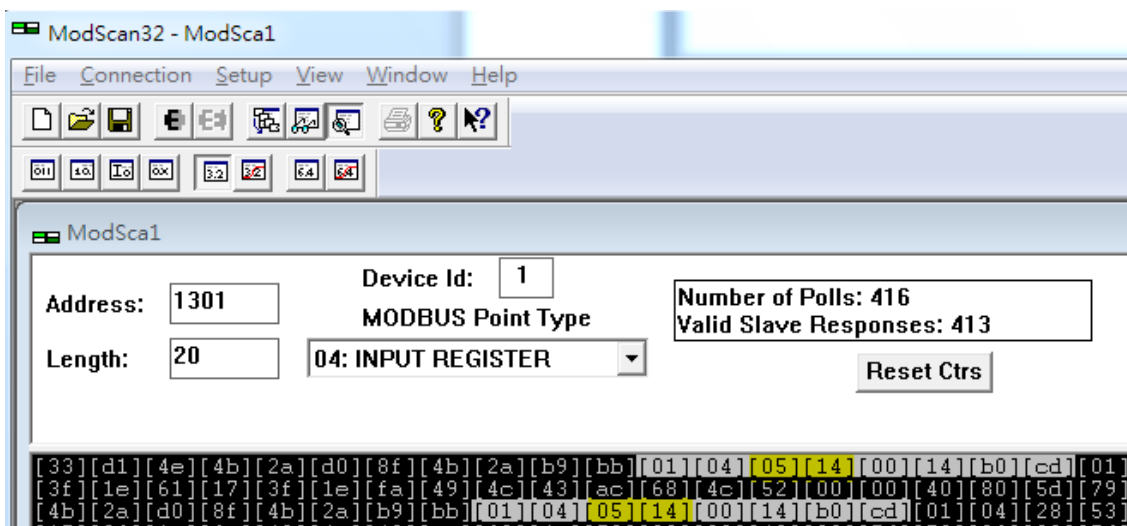 ModScan32 - ModSca1
File Connection Setup View Window Help
ModSca1
Address: 1301
Device Id: 1
MODBUS Point Type
Length: 20
04: INPUT REGISTER
Number of Polls: 416
Valid Slave Responses: 413
Reset Ctrs
[33][d1][4e][4b][2a][d0][8f][4b][2a][b9][bb][01][04][05][14][00][14][b0][cd][01]
[3f][1e][61][17][3f][1e][fa][49][4c][43][ac][68][4c][52][00][00][40][80][5d][79]
[4b][2a][d0][8f][4b][2a][b9][bb][01][04][05][14][00][14][b0][cd][01][04][28][53]